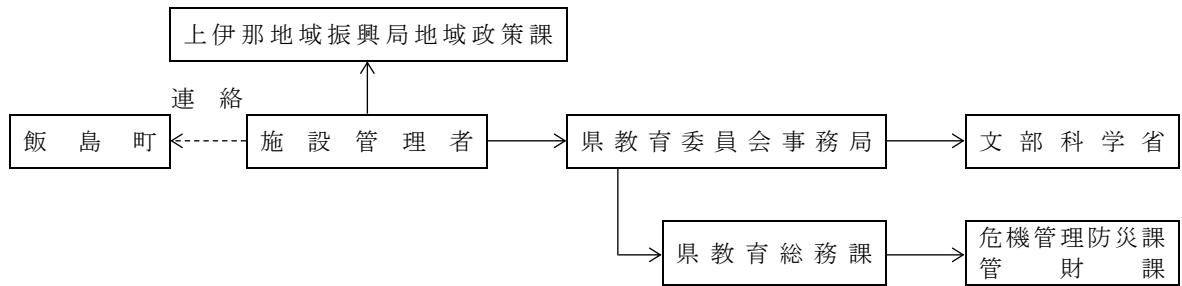 上伊那地域振興局地域政策課
連絡
飯島町
施設管理者
県教育委員会事務局
文部科学省
県教育総務課
危機管理防災課
管財課